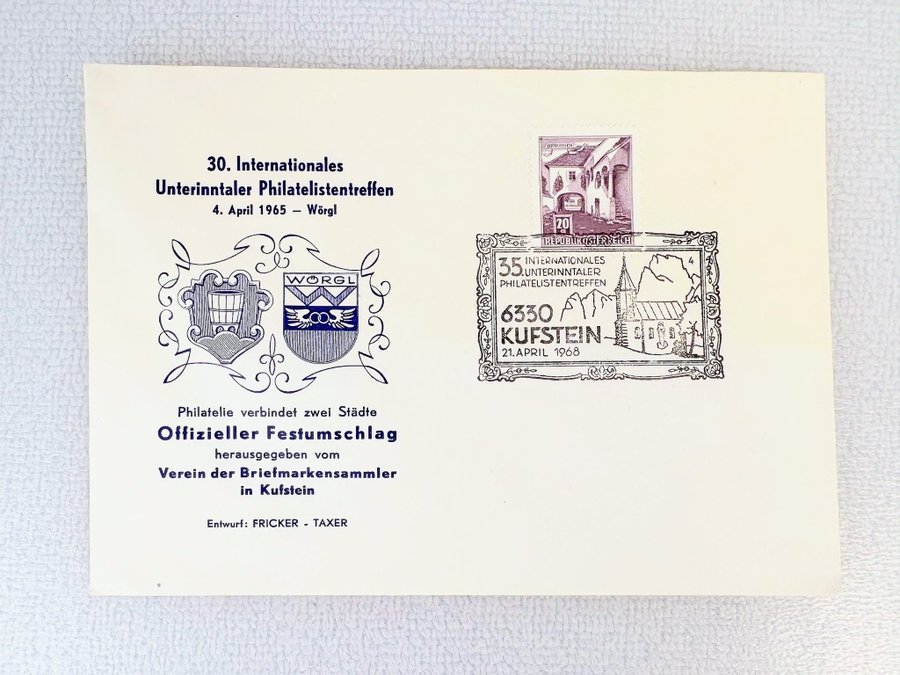 30. Internationales
Unterinntaler Philatelistentreffen
4. April 1965 – Wörgl
WÖRGL
Philatelie verbindet zwei Städte
Offizieller Festumschlag
herausgegeben vom
Verein der Briefmarkensammler
in Kufstein
Entwurf: FRICKER - TAXER
20
REPUBLIK ÖSTERREICH
35. INTERNATIONALES
UNTERINNTALER
PHILATELISTENTREFFEN
4
6330
KUFSTEIN
21. APRIL 1968